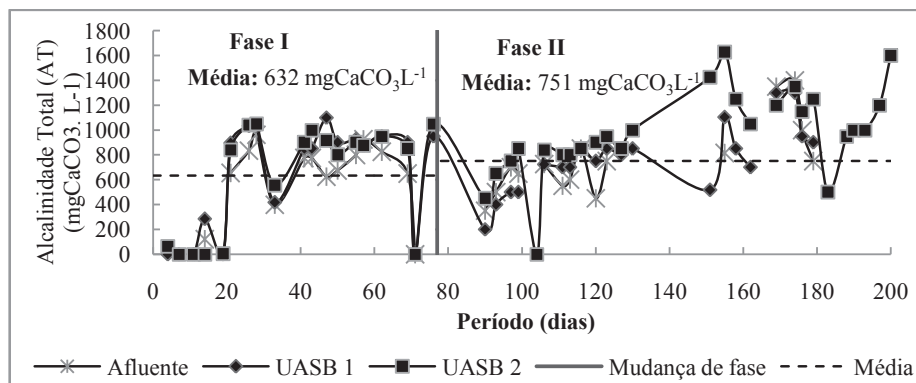 Alcalinidade Total (AT)
(mgCaCO3. L-1)
1800
1600
1400
1200
1000
800
600
400
200
0
Fase I
Média: 632 mgCaCO₃L⁻¹
Fase II
Média: 751 mgCaCO₃L⁻¹
0 20 40 60 80 100 120 140 160 180 200
Período (dias)
Afluente UASB 1 UASB 2 Mudança de fase Média